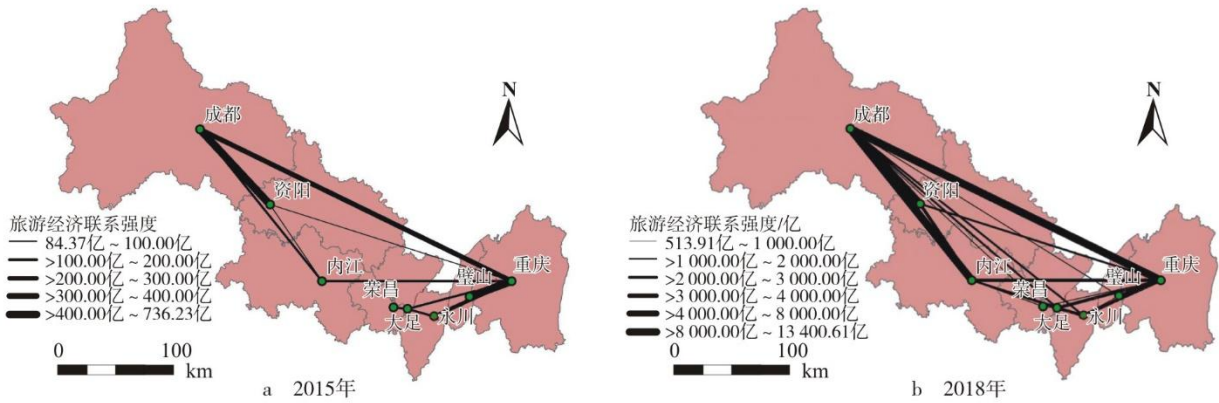 N
成都
资阳
内江
荣昌
大足
永川
璧山
重庆
旅游经济联系强度
84.37亿~100.00亿
>100.00亿~200.00亿
>200.00亿~300.00亿
>300.00亿~400.00亿
>400.00亿~736.23亿
0 100
km
a 2015年
N
成都
资阳
内江
荣昌
大足
永川
璧山
重庆
旅游经济联系强度/亿
513.91亿~1 000.00亿
>1 000.00亿~2 000.00亿
>2 000.00亿~3 000.00亿
>3 000.00亿~4 000.00亿
>4 000.00亿~8 000.00亿
>8 000.00亿~13 400.61亿
0 100
km
b 2018年